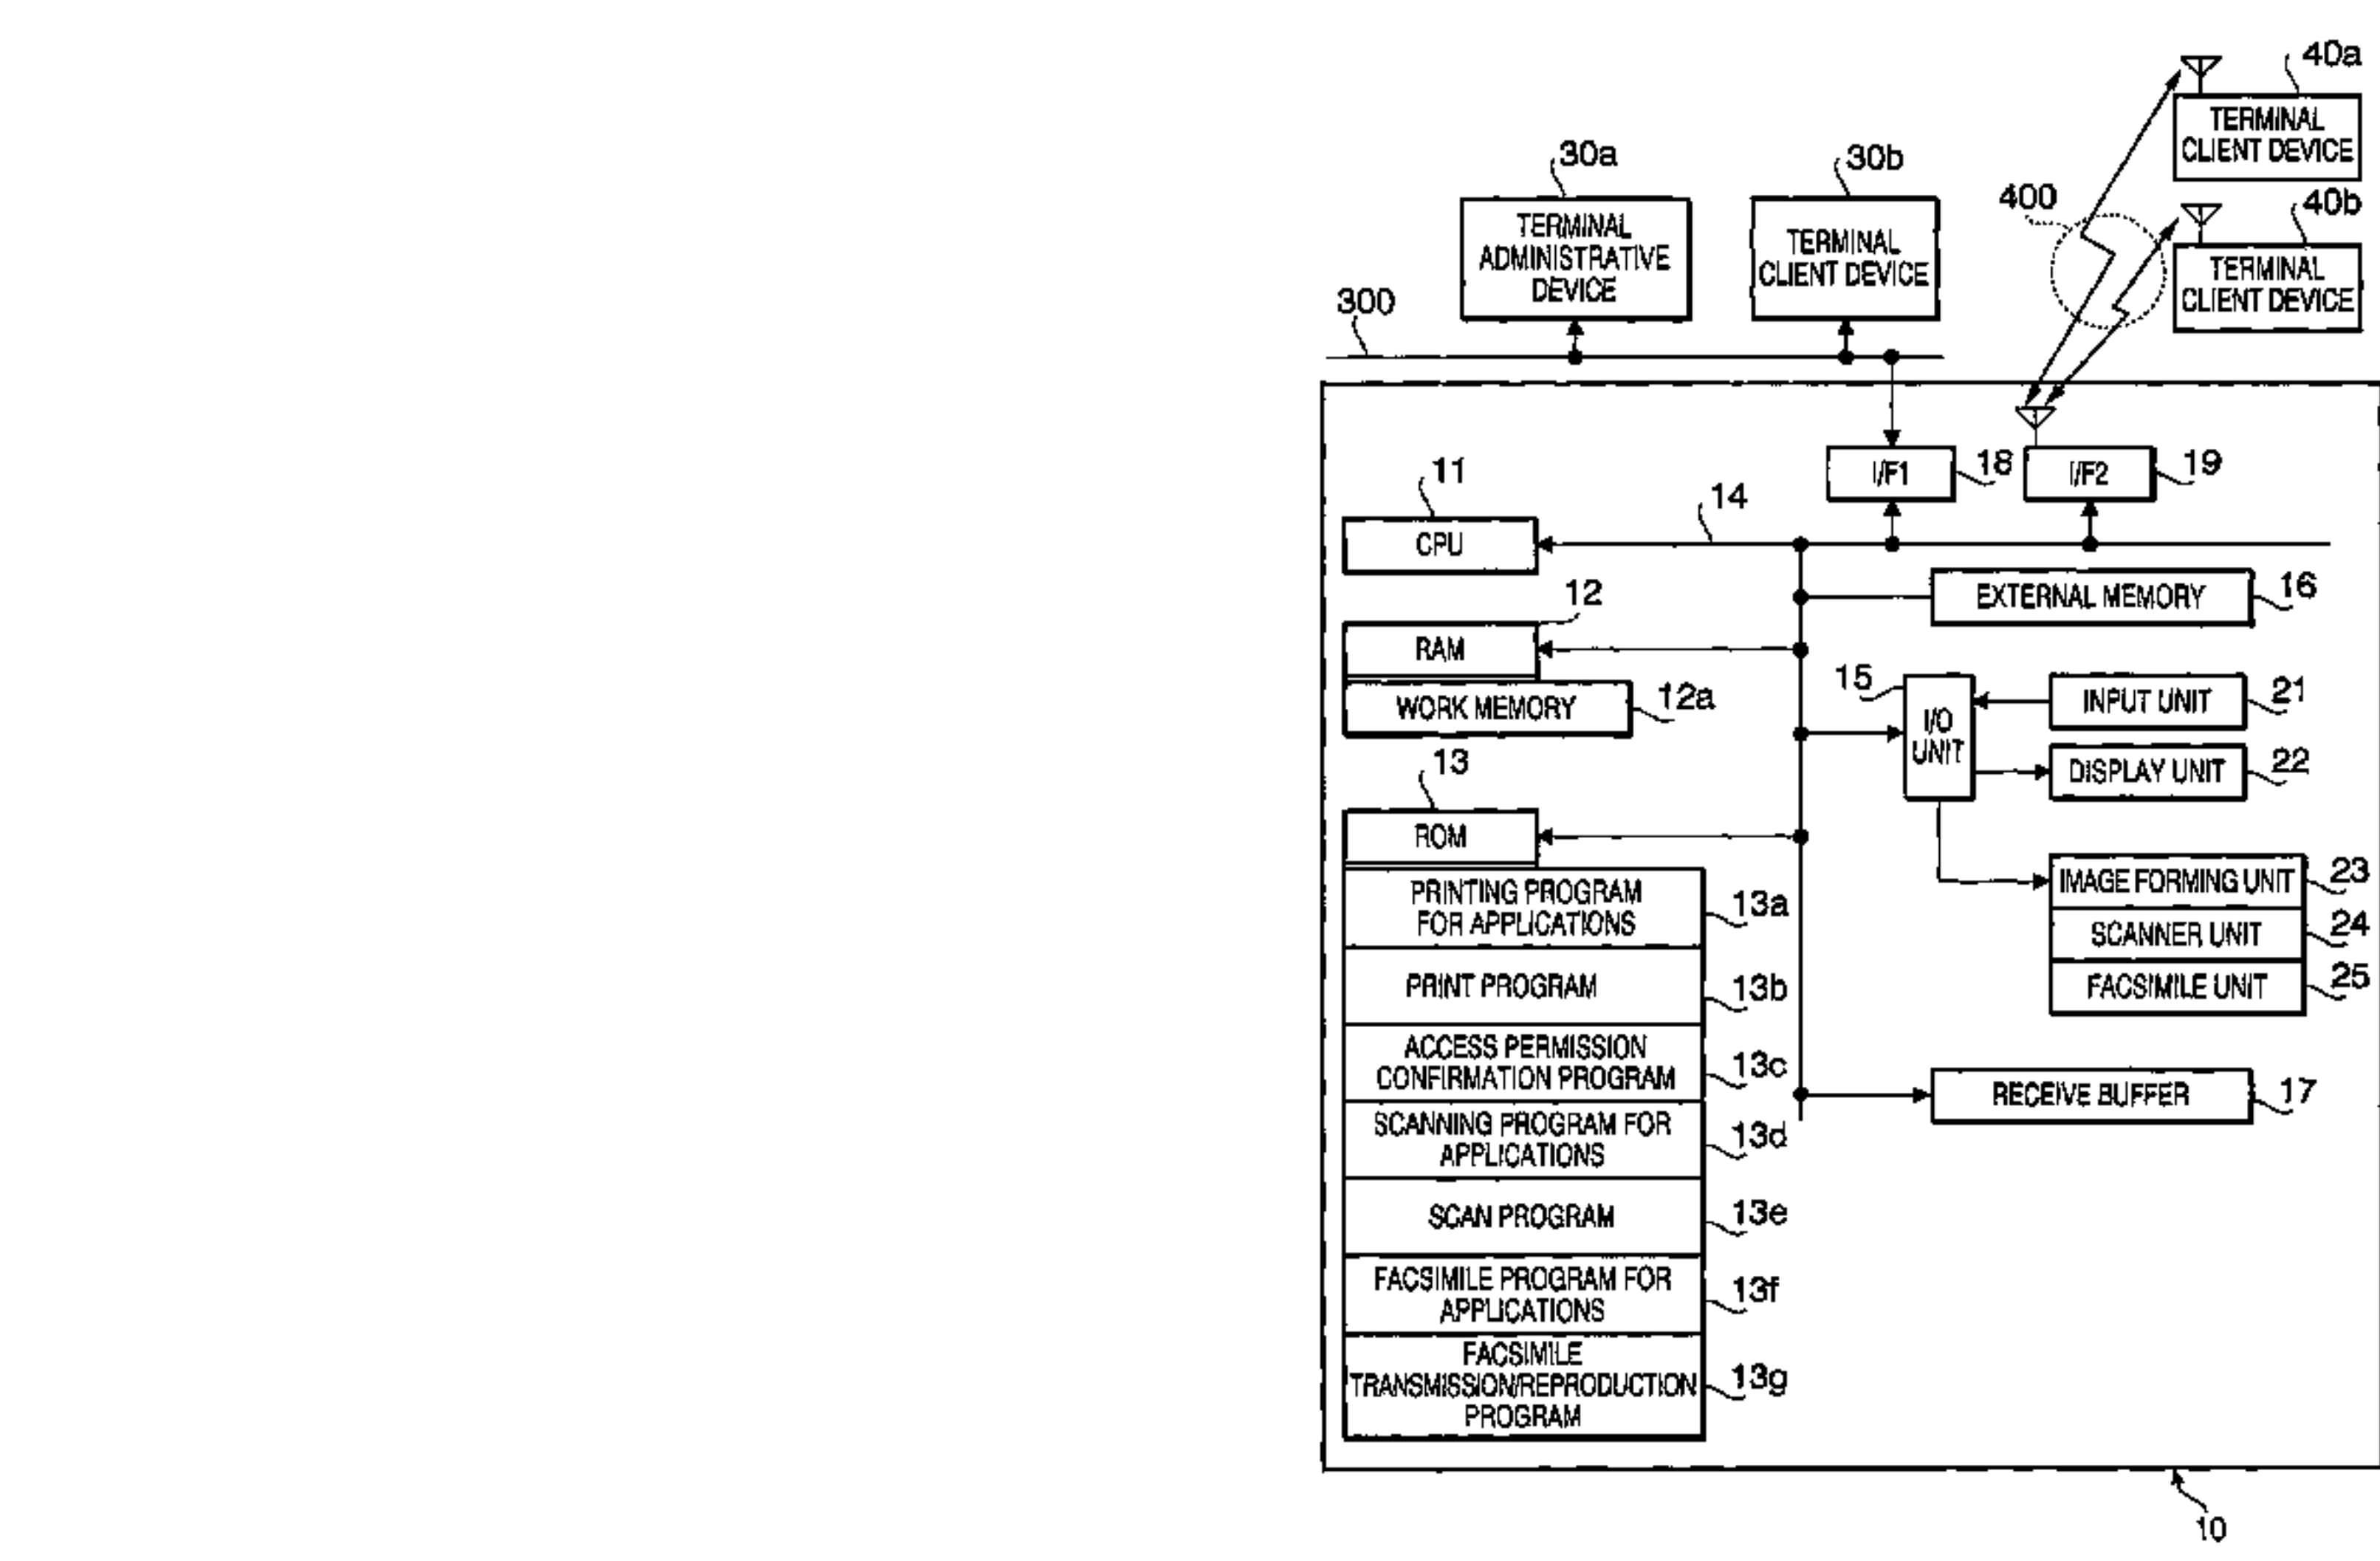 40a
TERMINAL
CLIENT DEVICE
30a
30b
400
40b
TERMINAL
ADMINISTRATIVE
DEVICE
TERMINAL
CLIENT DEVICE
TERMINAL
CLIENT DEVICE
300
I/F1
18
I/F2
19
11
14
CPU
EXTERNAL MEMORY
16
12
RAM
WORK MEMORY
12a
15
I/O
UNIT
INPUT UNIT
21
DISPLAY UNIT
22
13
ROM
IMAGE FORMING UNIT
23
SCANNER UNIT
24
FACSIMILE UNIT
25
PRINTING PROGRAM
FOR APPLICATIONS
13a
PRINT PROGRAM
13b
ACCESS PERMISSION
CONFIRMATION PROGRAM
13c
RECEIVE BUFFER
17
SCANNING PROGRAM FOR
APPLICATIONS
13d
SCAN PROGRAM
13e
FACSIMILE PROGRAM FOR
APPLICATIONS
13f
FACSIMILE
TRANSMISSION/REPRODUCTION
PROGRAM
13g
10